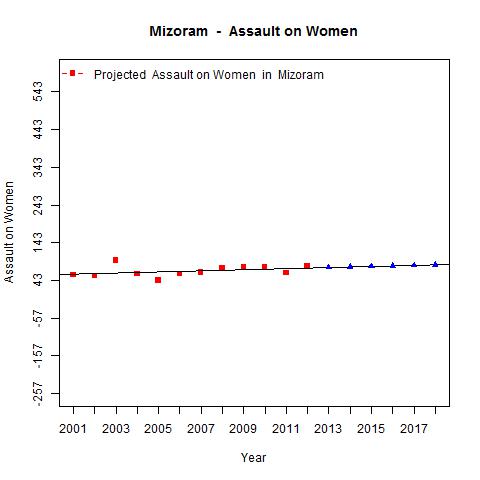 Mizoram - Assault on Women
Projected Assault on Women in Mizoram
543
443
343
243
143
43
-57
-157
-257
Assault on Women
2001 2003 2005 2007 2009 2011 2013 2015 2017
Year